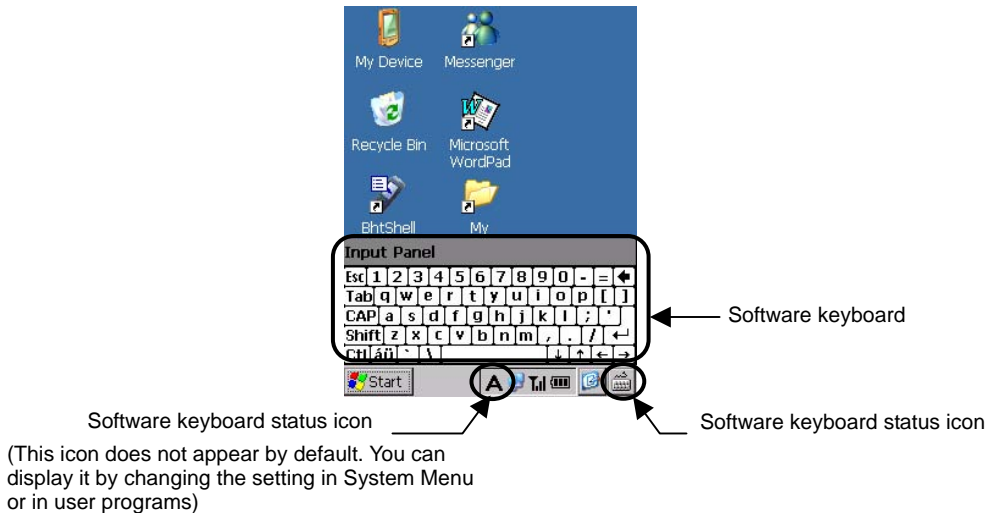 My Device Messenger
Recycle Bin Microsoft
WordPad
BhtShell My
Input Panel
Esc 1 2 3 4 5 6 7 8 9 0 - =
Tab q w e r t y u i o p [ ]
CAP a s d f g h j k l ; '
Shift z x c v b n m , . /
Ctl áü ` \ ↓ ↑ ← →
Software keyboard
Start A
Software keyboard status icon Software keyboard status icon
(This icon does not appear by default. You can
display it by changing the setting in System Menu
or in user programs)